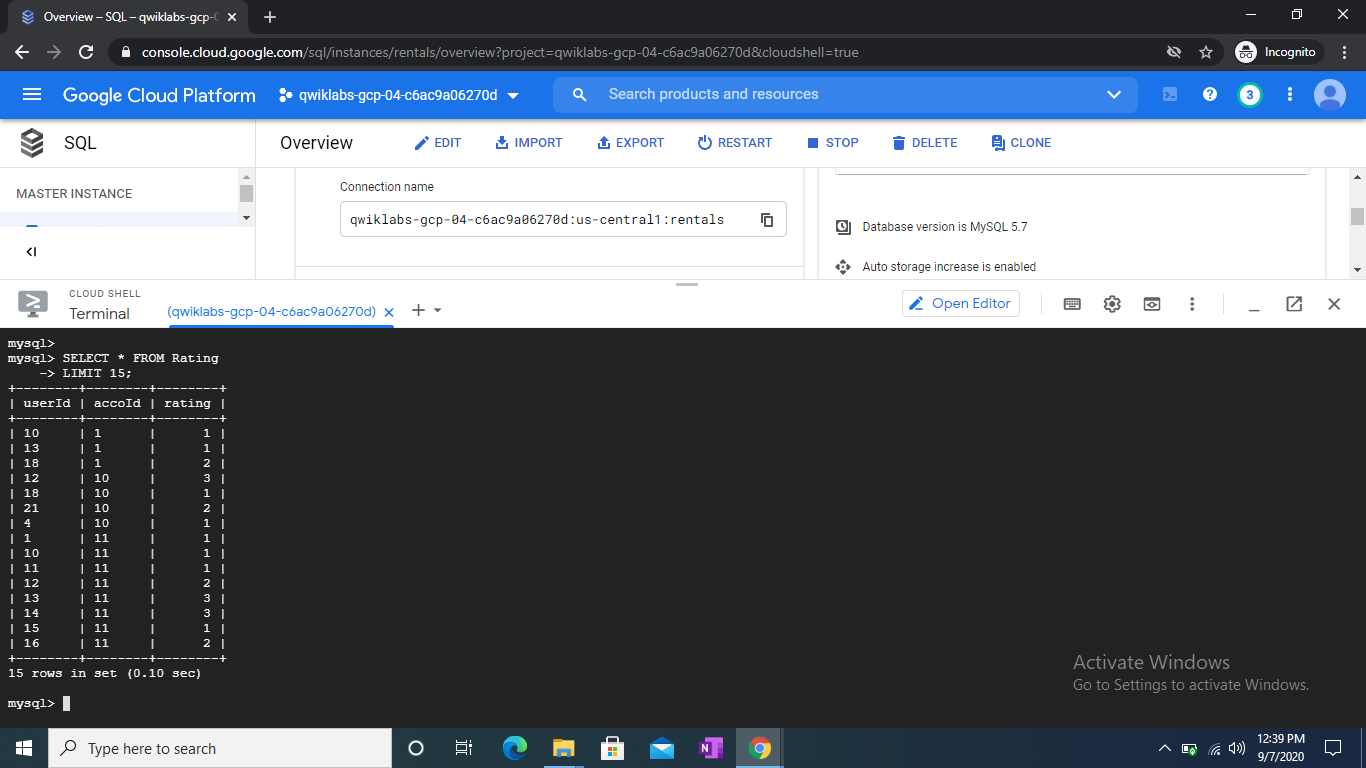 Overview – SQL – qwiklabs-gcp-0
console.cloud.google.com/sql/instances/rentals/overview?project=qwiklabs-gcp-04-c6ac9a06270d&cloudshell=true
Incognito
Google Cloud Platform
qwiklabs-gcp-04-c6ac9a06270d
Search products and resources
3
SQL
Overview
EDIT
IMPORT
EXPORT
RESTART
STOP
DELETE
CLONE
MASTER INSTANCE
Connection name
qwiklabs-gcp-04-c6ac9a06270d:us-central1:rentals
Database version is MySQL 5.7
Auto storage increase is enabled
CLOUD SHELL
Terminal
(qwiklabs-gcp-04-c6ac9a06270d)
Open Editor
mysql>
mysql> SELECT * FROM Rating
    -> LIMIT 15;
+--------+--------+--------+
| userId | accoId | rating |
+--------+--------+--------+
| 10     | 1      |      1 |
| 13     | 1      |      1 |
| 18     | 1      |      2 |
| 12     | 10     |      3 |
| 18     | 10     |      1 |
| 21     | 10     |      2 |
| 4      | 10     |      1 |
| 1      | 11     |      1 |
| 10     | 11     |      1 |
| 11     | 11     |      1 |
| 12     | 11     |      2 |
| 13     | 11     |      3 |
| 14     | 11     |      3 |
| 15     | 11     |      1 |
| 16     | 11     |      2 |
+--------+--------+--------+
15 rows in set (0.10 sec)
mysql>
Activate Windows
Go to Settings to activate Windows.
Type here to search
12:39 PM
9/7/2020